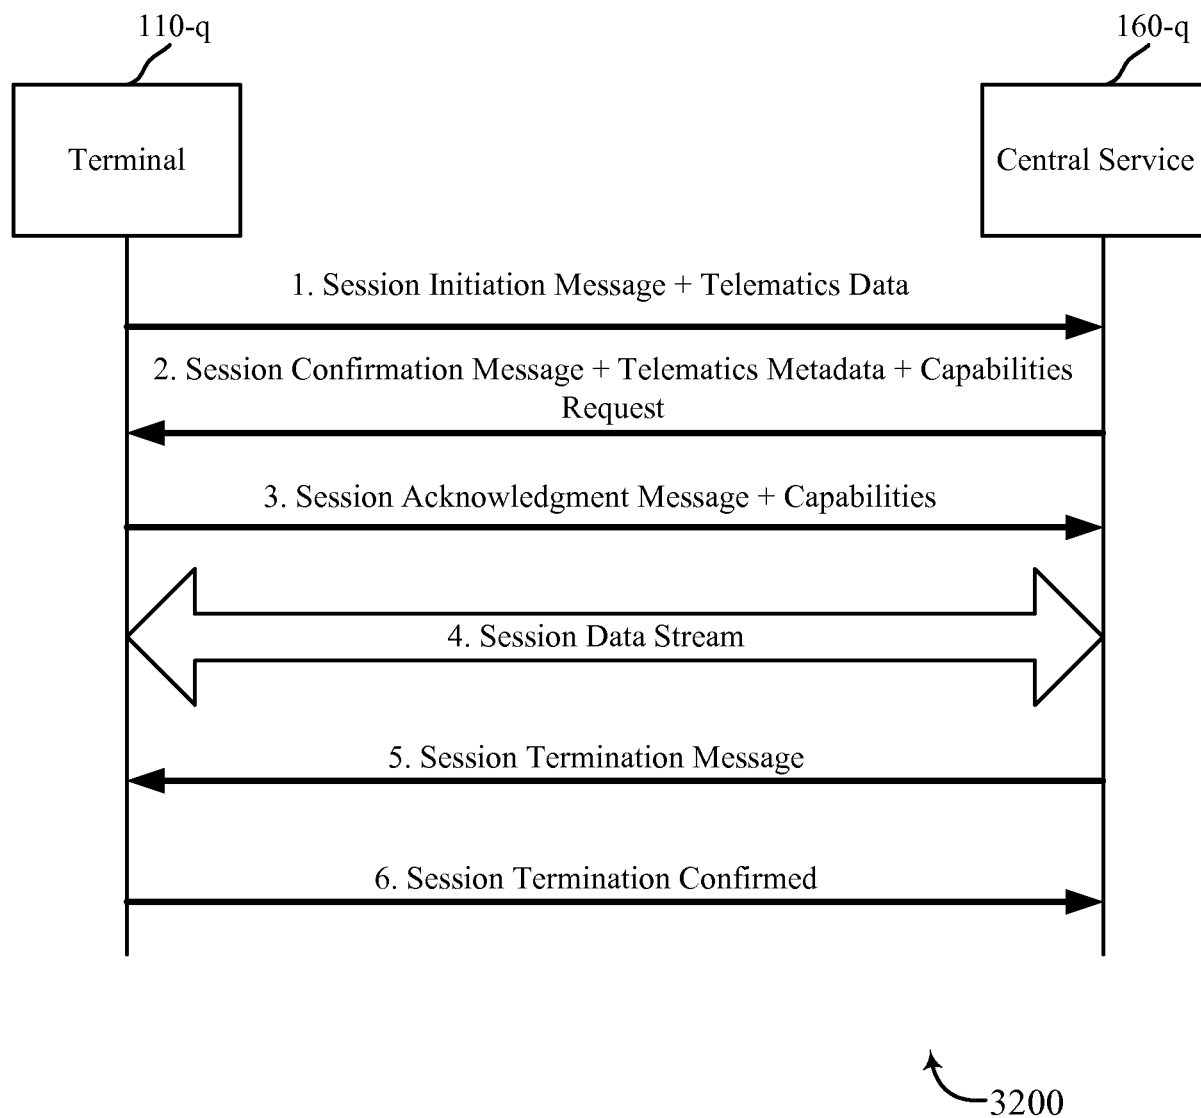 110-q
160-q
Terminal
Central Service
1. Session Initiation Message + Telematics Data
2. Session Confirmation Message + Telematics Metadata + Capabilities
Request
3. Session Acknowledgment Message + Capabilities
4. Session Data Stream
5. Session Termination Message
6. Session Termination Confirmed
3200